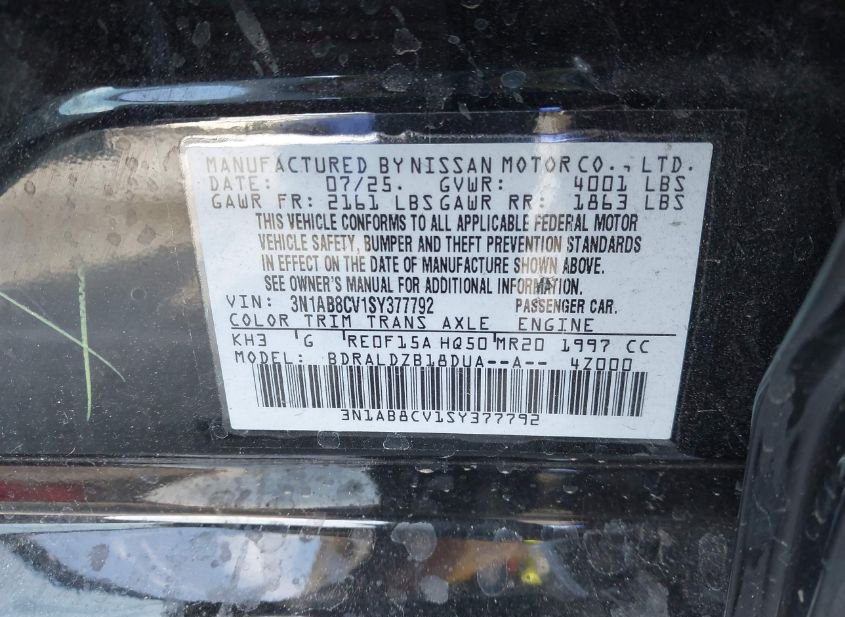 MANUFACTURED BY NISSAN MOTOR CO., LTD.
DATE: 07/25. GVWR: 4001 LBS
GAWR FR: 2161 LBS GAWR RR: 1863 LBS
THIS VEHICLE CONFORMS TO ALL APPLICABLE FEDERAL MOTOR
VEHICLE SAFETY, BUMPER AND THEFT PREVENTION STANDARDS
IN EFFECT ON THE DATE OF MANUFACTURE SHOWN ABOVE.
SEE OWNER'S MANUAL FOR ADDITIONAL INFORMATION.
VIN: 3N1AB8CV1SY377792 PASSENGER CAR.
COLOR TRIM TRANS AXLE ENGINE
KH3 G RE0F15A HQ50 MR20 1997 CC
MODEL: BDRALDZB18DUA--A-- 4Z000
3N1AB8CV1SY377792